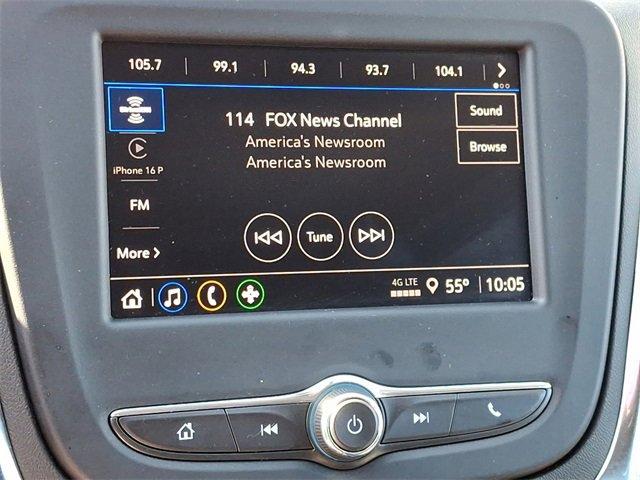 105.7 99.1 94.3 93.7 104.1
114 FOX News Channel
America's Newsroom
America's Newsroom
Sound
Browse
iPhone 16 P
FM
More
Tune
4G LTE
55° 10:05